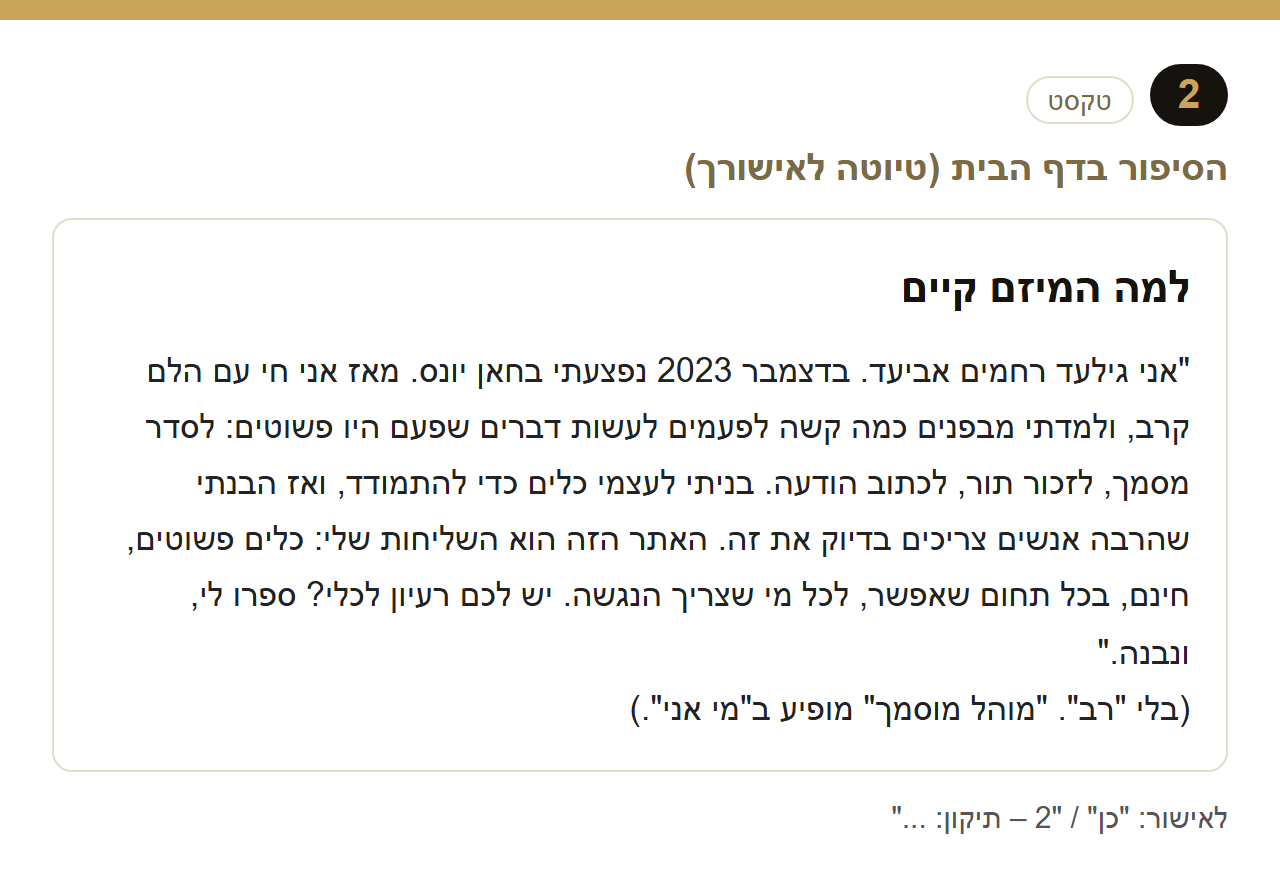 2
טקסט
הסיפור בדף הבית (טיוטה לאישורך)
למה המיזם קיים
"אני גילעד רחמים אביעד. בדצמבר 2023 נפצעתי בחאן יונס. מאז אני חי עם הלם
קרב, ולמדתי מבפנים כמה קשה לפעמים לעשות דברים שפעם היו פשוטים: לסדר
מסמך, לזכור תור, לכתוב הודעה. בניתי לעצמי כלים כדי להתמודד, ואז הבנתי
שהרבה אנשים צריכים בדיוק את זה. האתר הזה הוא השליחות שלי: כלים פשוטים,
חינם, בכל תחום שאפשר, לכל מי שצריך הנגשה. יש לכם רעיון לכלי? ספרו לי,
ונבנה."
(בלי "רב". "מוהל מוסמך" מופיע ב"מי אני".)
לאישור: "כן" / "2 – תיקון: ..."